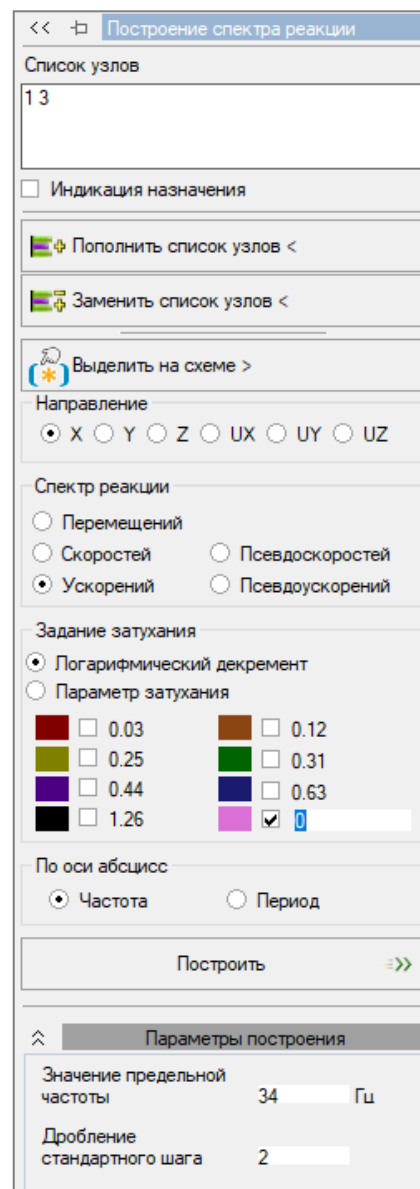 << Построение спектра реакции
Список узлов
1 3
Индикация назначения
Пополнить список узлов <
Заменить список узлов <
Выделить на схеме >
Направление
X Y Z UX UY UZ
Спектр реакции
Перемещений
Скоростей Псевдоскоростей
Ускорений Псевдоускорений
Задание затухания
Логарифмический декремент
Параметр затухания
0.03 0.12
0.25 0.31
0.44 0.63
1.26 0
По оси абсцисс
Частота Период
Построить
Параметры построения
Значение предельной
частоты 34 Гц
Дробление
стандартного шага 2